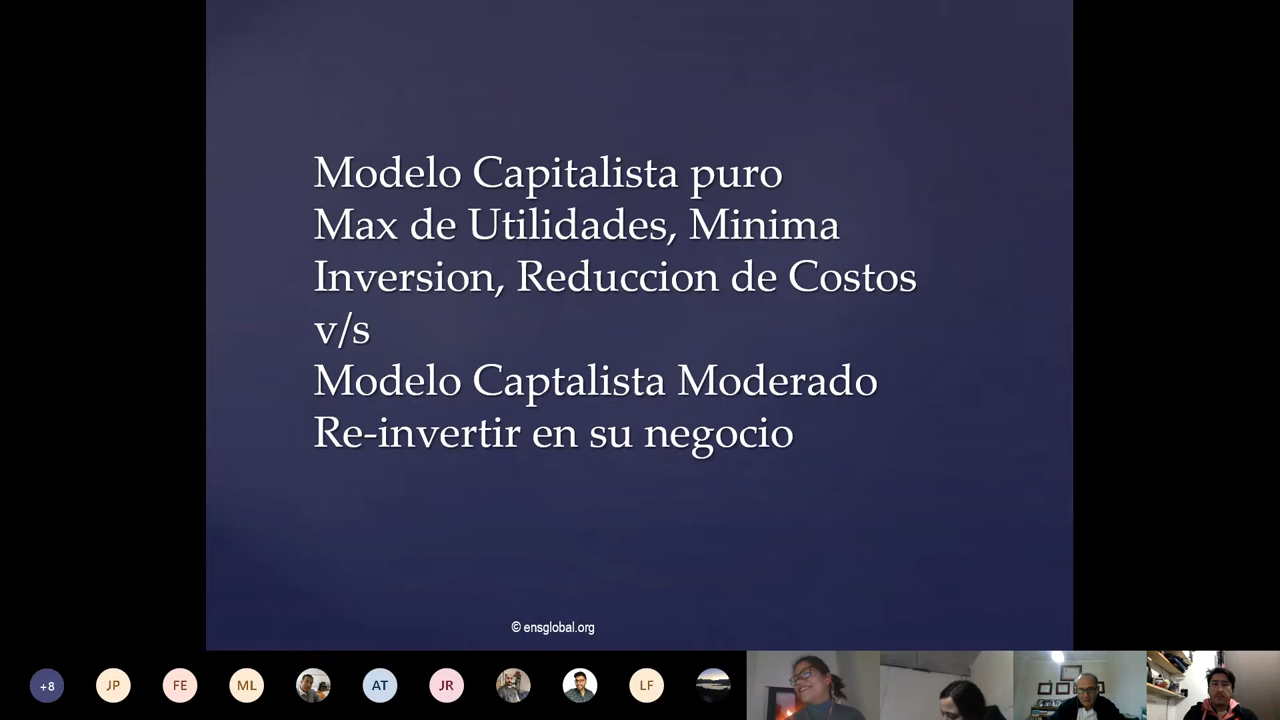 Modelo Capitalista puro
Max de Utilidades, Minima
Inversion, Reduccion de Costos
v/s
Modelo Captalista Moderado
Re-invertir en su negocio
© ensglobal.org
+8 JP FE ML AT JR LF